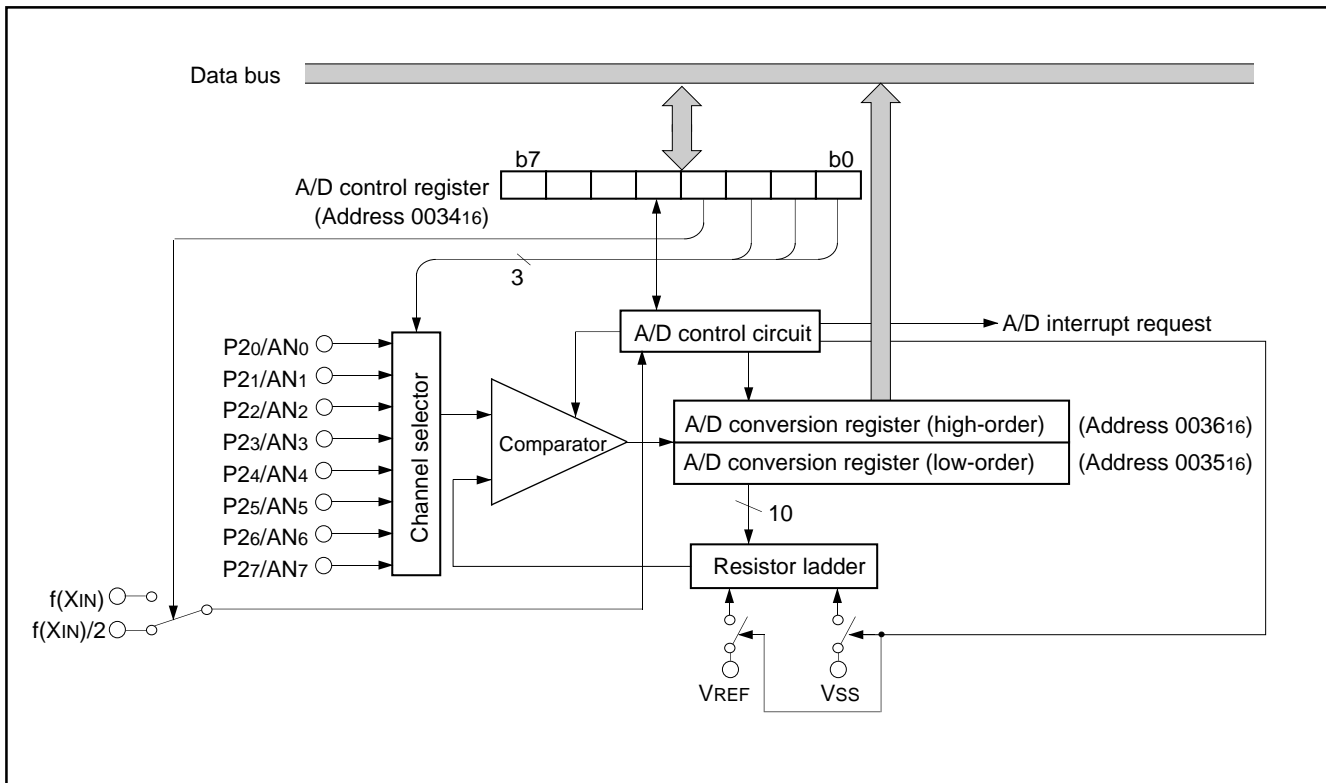 Data bus
b7
b0
A/D control register
(Address 0034₁₆)
3
A/D control circuit
A/D interrupt request
P2₀/AN₀
P2₁/AN₁
P2₂/AN₂
P2₃/AN₃
P2₄/AN₄
P2₅/AN₅
P2₆/AN₆
P2₇/AN₇
Channel selector
Comparator
A/D conversion register (high-order)
(Address 0036₁₆)
A/D conversion register (low-order)
(Address 0035₁₆)
10
Resistor ladder
f(XIN)
f(XIN)/2
VREF
VSS